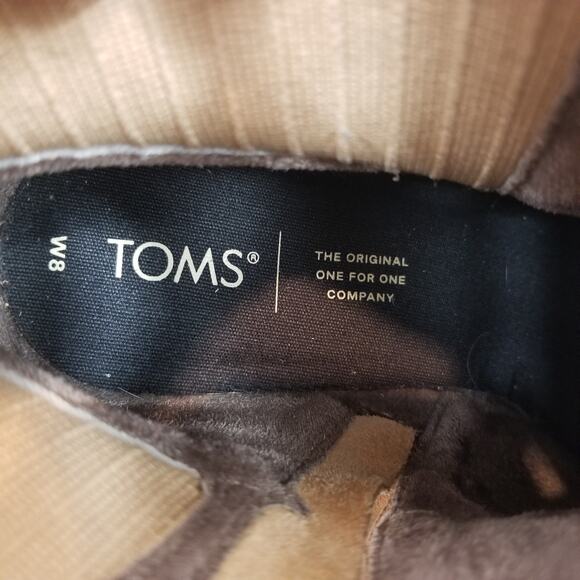 W8
TOMS®
THE ORIGINAL
ONE FOR ONE
COMPANY